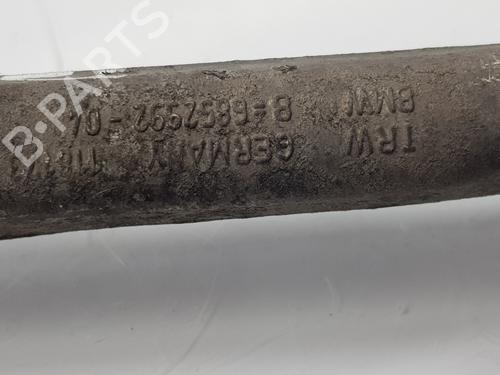 B-PARTS
TRW
BMW
GERMANY
6852992-04